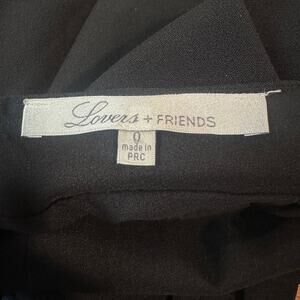 Lovers + FRIENDS
0
made in
PRC